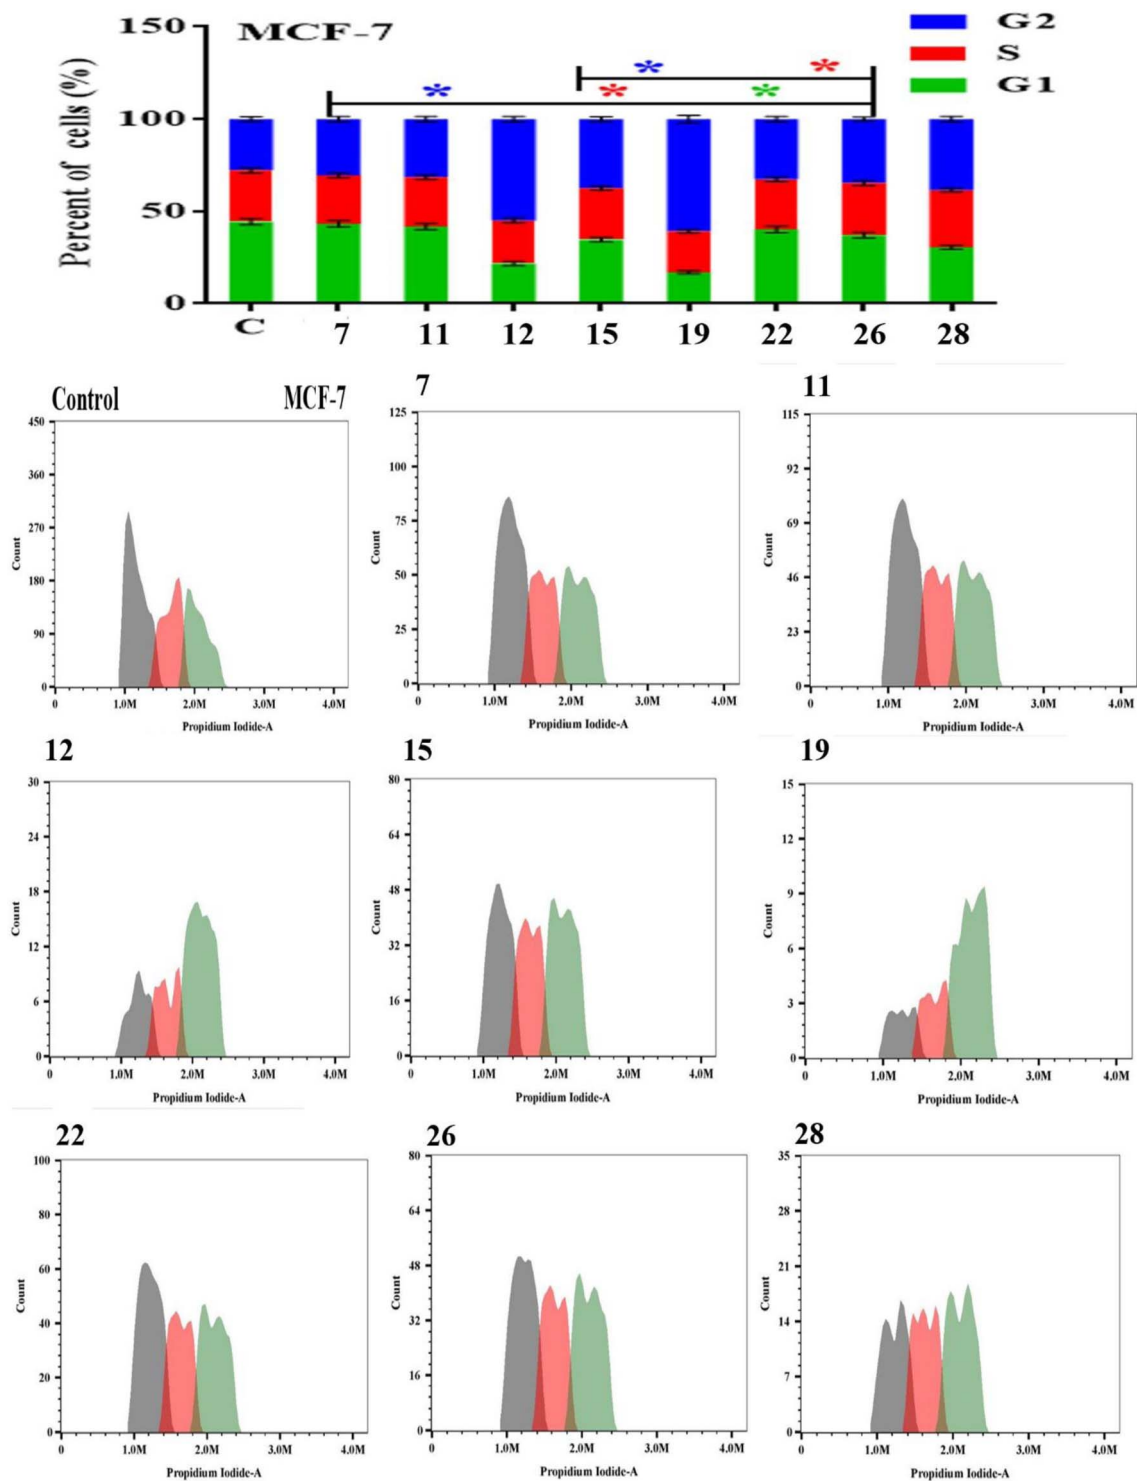 MCF-7
G2
S
G1
Percent of cells (%)
150
100
50
0
* *
* * *
C 7 11 12 15 19 22 26 28
Control MCF-7
450
360
270
180
90
0
Count
0 1.0M 2.0M 3.0M 4.0M
Propidium Iodide-A
7
125
100
75
50
25
0
Count
0 1.0M 2.0M 3.0M 4.0M
Propidium Iodide-A
11
115
92
69
46
23
0
Count
0 1.0M 2.0M 3.0M 4.0M
Propidium Iodide-A
12
30
24
18
12
6
0
Count
0 1.0M 2.0M 3.0M 4.0M
Propidium Iodide-A
15
80
64
48
32
16
0
Count
0 1.0M 2.0M 3.0M 4.0M
Propidium Iodide-A
19
15
12
9
6
3
0
Count
0 1.0M 2.0M 3.0M 4.0M
Propidium Iodide-A
22
100
80
60
40
20
0
Count
0 1.0M 2.0M 3.0M 4.0M
Propidium Iodide-A
26
80
64
48
32
16
0
Count
0 1.0M 2.0M 3.0M 4.0M
Propidium Iodide-A
28
35
28
21
14
7
0
Count
0 1.0M 2.0M 3.0M 4.0M
Propidium Iodide-A